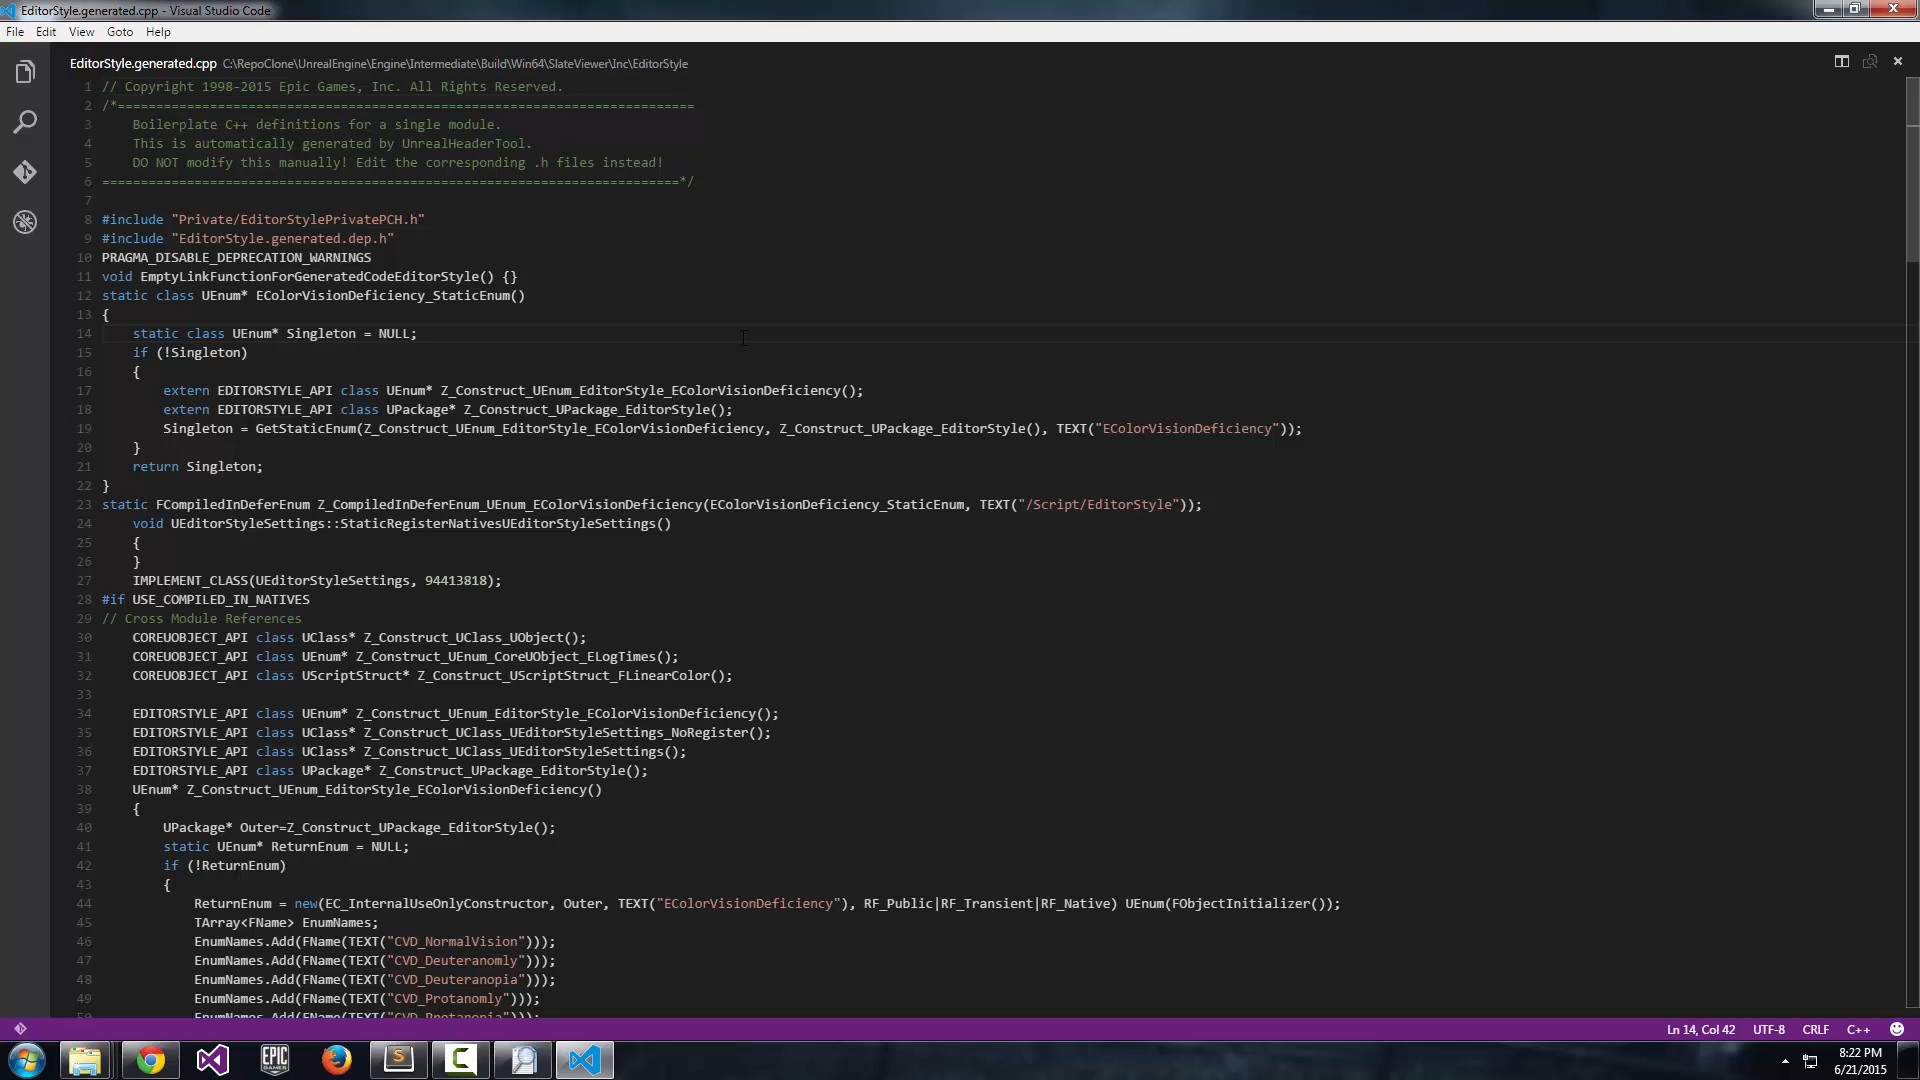 EditorStyle.generated.cpp - Visual Studio Code
File Edit View Goto Help
EditorStyle.generated.cpp C:\RepoClone\UnrealEngine\Engine\Intermediate\Build\Win64\SlateViewer\Inc\EditorStyle
1 // Copyright 1998-2015 Epic Games, Inc. All Rights Reserved.
2 /*===========================================================================
3     Boilerplate C++ definitions for a single module.
4     This is automatically generated by UnrealHeaderTool.
5     DO NOT modify this manually! Edit the corresponding .h files instead!
6 ===========================================================================*/
7
8 #include "Private/EditorStylePrivatePCH.h"
9 #include "EditorStyle.generated.dep.h"
10 PRAGMA_DISABLE_DEPRECATION_WARNINGS
11 void EmptyLinkFunctionForGeneratedCodeEditorStyle() {}
12 static class UEnum* EColorVisionDeficiency_StaticEnum()
13 {
14     static class UEnum* Singleton = NULL;
15     if (!Singleton)
16     {
17         extern EDITORSTYLE_API class UEnum* Z_Construct_UEnum_EditorStyle_EColorVisionDeficiency();
18         extern EDITORSTYLE_API class UPackage* Z_Construct_UPackage_EditorStyle();
19         Singleton = GetStaticEnum(Z_Construct_UEnum_EditorStyle_EColorVisionDeficiency, Z_Construct_UPackage_EditorStyle(), TEXT("EColorVisionDeficiency"));
20     }
21     return Singleton;
22 }
23 static FCompiledInDeferEnum Z_CompiledInDeferEnum_UEnum_EColorVisionDeficiency(EColorVisionDeficiency_StaticEnum, TEXT("/Script/EditorStyle"));
24     void UEditorStyleSettings::StaticRegisterNativesUEditorStyleSettings()
25     {
26     }
27     IMPLEMENT_CLASS(UEditorStyleSettings, 94413818);
28 #if USE_COMPILED_IN_NATIVES
29 // Cross Module References
30     COREUOBJECT_API class UClass* Z_Construct_UClass_UObject();
31     COREUOBJECT_API class UEnum* Z_Construct_UEnum_CoreUObject_ELogTimes();
32     COREUOBJECT_API class UScriptStruct* Z_Construct_UScriptStruct_FLinearColor();
33
34     EDITORSTYLE_API class UEnum* Z_Construct_UEnum_EditorStyle_EColorVisionDeficiency();
35     EDITORSTYLE_API class UClass* Z_Construct_UClass_UEditorStyleSettings_NoRegister();
36     EDITORSTYLE_API class UClass* Z_Construct_UClass_UEditorStyleSettings();
37     EDITORSTYLE_API class UPackage* Z_Construct_UPackage_EditorStyle();
38     UEnum* Z_Construct_UEnum_EditorStyle_EColorVisionDeficiency()
39     {
40         UPackage* Outer=Z_Construct_UPackage_EditorStyle();
41         static UEnum* ReturnEnum = NULL;
42         if (!ReturnEnum)
43         {
44             ReturnEnum = new(EC_InternalUseOnlyConstructor, Outer, TEXT("EColorVisionDeficiency"), RF_Public|RF_Transient|RF_Native) UEnum(FObjectInitializer());
45             TArray<FName> EnumNames;
46             EnumNames.Add(FName(TEXT("CVD_NormalVision")));
47             EnumNames.Add(FName(TEXT("CVD_Deuteranomly")));
48             EnumNames.Add(FName(TEXT("CVD_Deuteranopia")));
49             EnumNames.Add(FName(TEXT("CVD_Protanomly")));
50             EnumNames.Add(FName(TEXT("CVD_Protanopia")));
Ln 14, Col 42 UTF-8 CRLF C++
EPIC GAMES
8:22 PM
6/21/2015